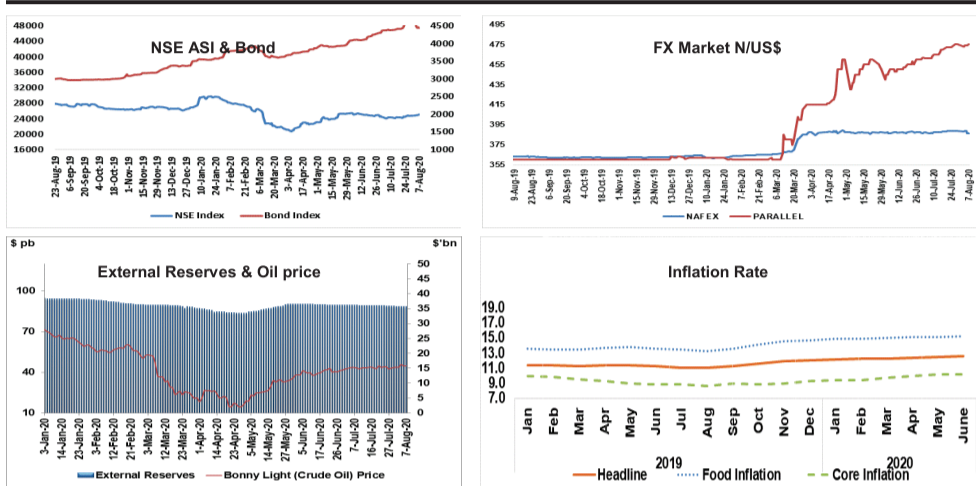 NSE ASI & Bond
48000
44000
40000
36000
32000
28000
24000
20000
16000
4500
4000
3500
3000
2500
2000
1500
1000
23-Aug-19
6-Sep-19
20-Sep-19
4-Oct-19
18-Oct-19
1-Nov-19
15-Nov-19
29-Nov-19
13-Dec-19
27-Dec-19
10-Jan-20
24-Jan-20
7-Feb-20
21-Feb-20
6-Mar-20
20-Mar-20
3-Apr-20
17-Apr-20
1-May-20
15-May-20
29-May-20
12-Jun-20
26-Jun-20
10-Jul-20
24-Jul-20
7-Aug-20
NSE Index
Bond Index
FX Market N/US$
495
475
455
435
415
395
375
355
9-Aug-19
23-Aug-19
6-Sep-19
20-Sep-19
4-Oct-19
18-Oct-19
1-Nov-19
15-Nov-19
29-Nov-19
13-Dec-19
27-Dec-19
10-Jan-20
24-Jan-20
7-Feb-20
21-Feb-20
6-Mar-20
20-Mar-20
3-Apr-20
17-Apr-20
1-May-20
15-May-20
29-May-20
12-Jun-20
26-Jun-20
10-Jul-20
24-Jul-20
7-Aug-20
NAFEX
PARALLEL
$ pb
$'bn
External Reserves & Oil price
100
70
40
10
50
45
40
35
30
25
20
15
10
5
0
3-Jan-20
14-Jan-20
23-Jan-20
3-Feb-20
12-Feb-20
21-Feb-20
3-Mar-20
12-Mar-20
23-Mar-20
1-Apr-20
14-Apr-20
23-Apr-20
5-May-20
14-May-20
27-May-20
5-Jun-20
17-Jun-20
26-Jun-20
7-Jul-20
16-Jul-20
27-Jul-20
7-Aug-20
External Reserves
Bonny Light (Crude Oil) Price
Inflation Rate
19.0
17.0
15.0
13.0
11.0
9.0
7.0
Jan
Feb
Mar
Apr
May
Jun
Jul
Aug
Sep
Oct
Nov
Dec
Jan
Feb
Mar
Apr
May
June
2019
2020
Headline
Food Inflation
Core Inflation